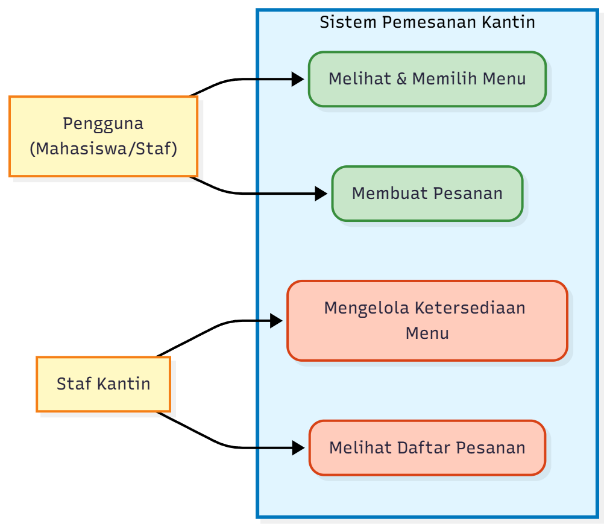 Sistem Pemesanan Kantin
Melihat & Memilih Menu
Pengguna
(Mahasiswa/Staf)
Membuat Pesanan
Mengelola Ketersediaan
Menu
Staf Kantin
Melihat Daftar Pesanan